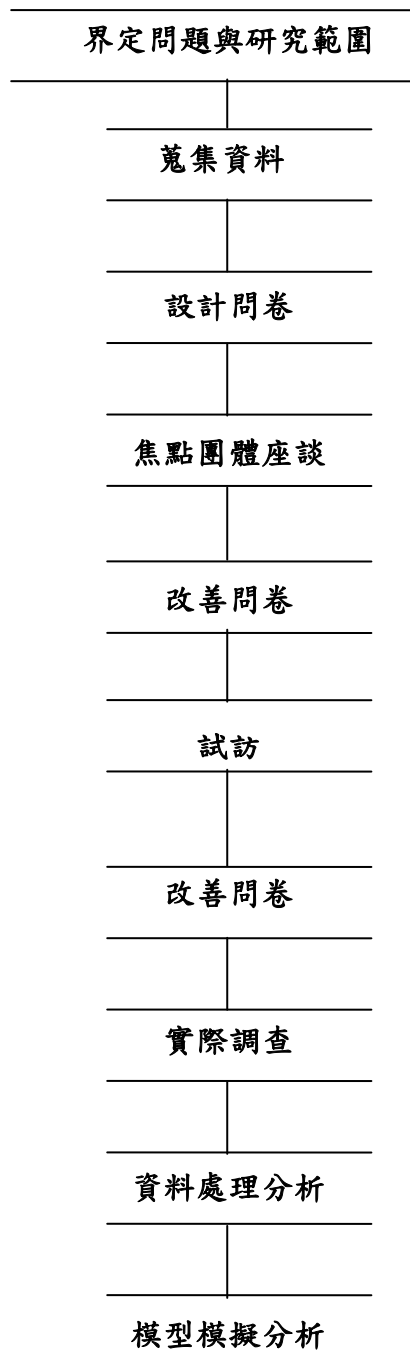 界定問題與研究範圍
蒐集資料
設計問卷
焦點團體座談
改善問卷
試訪
改善問卷
實際調查
資料處理分析
模型模擬分析